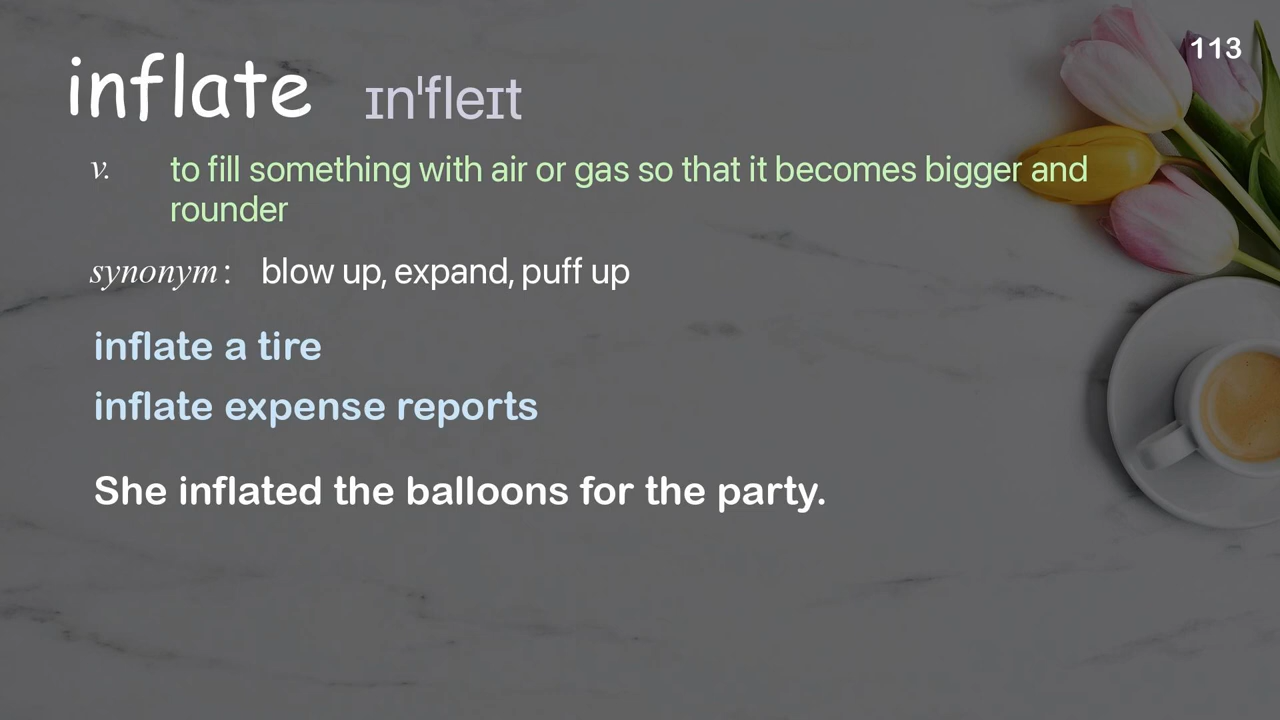 113
inflate ɪnˈfleɪt
v. to fill something with air or gas so that it becomes bigger and
rounder
synonym : blow up, expand, puff up
inflate a tire
inflate expense reports
She inflated the balloons for the party.